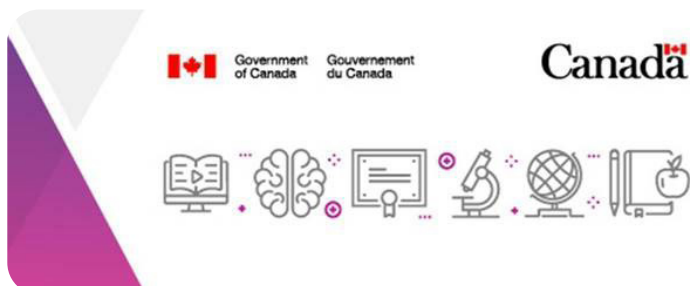 Government
of Canada
Gouvernement
du Canada
Canada